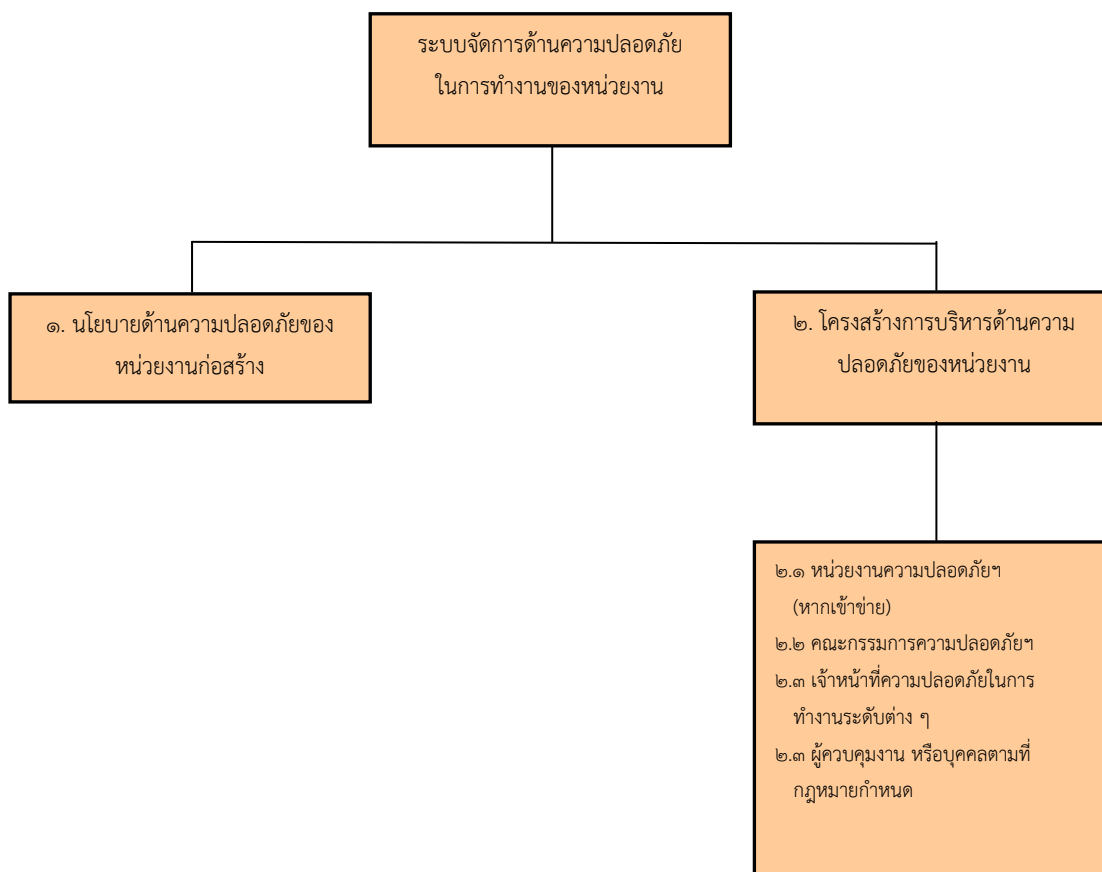 ระบบจัดการด้านความปลอดภัย
ในการทำงานของหน่วยงาน
๑. นโยบายด้านความปลอดภัยของ
หน่วยงานก่อสร้าง
๒. โครงสร้างการบริหารด้านความ
ปลอดภัยของหน่วยงาน
๒.๑ หน่วยงานความปลอดภัยฯ
(หากเข้าข่าย)
๒.๒ คณะกรรมการความปลอดภัยฯ
๒.๓ เจ้าหน้าที่ความปลอดภัยในการ
ทำงานระดับต่าง ๆ
๒.๓ ผู้ควบคุมงาน หรือบุคคลตามที่
กฎหมายกำหนด